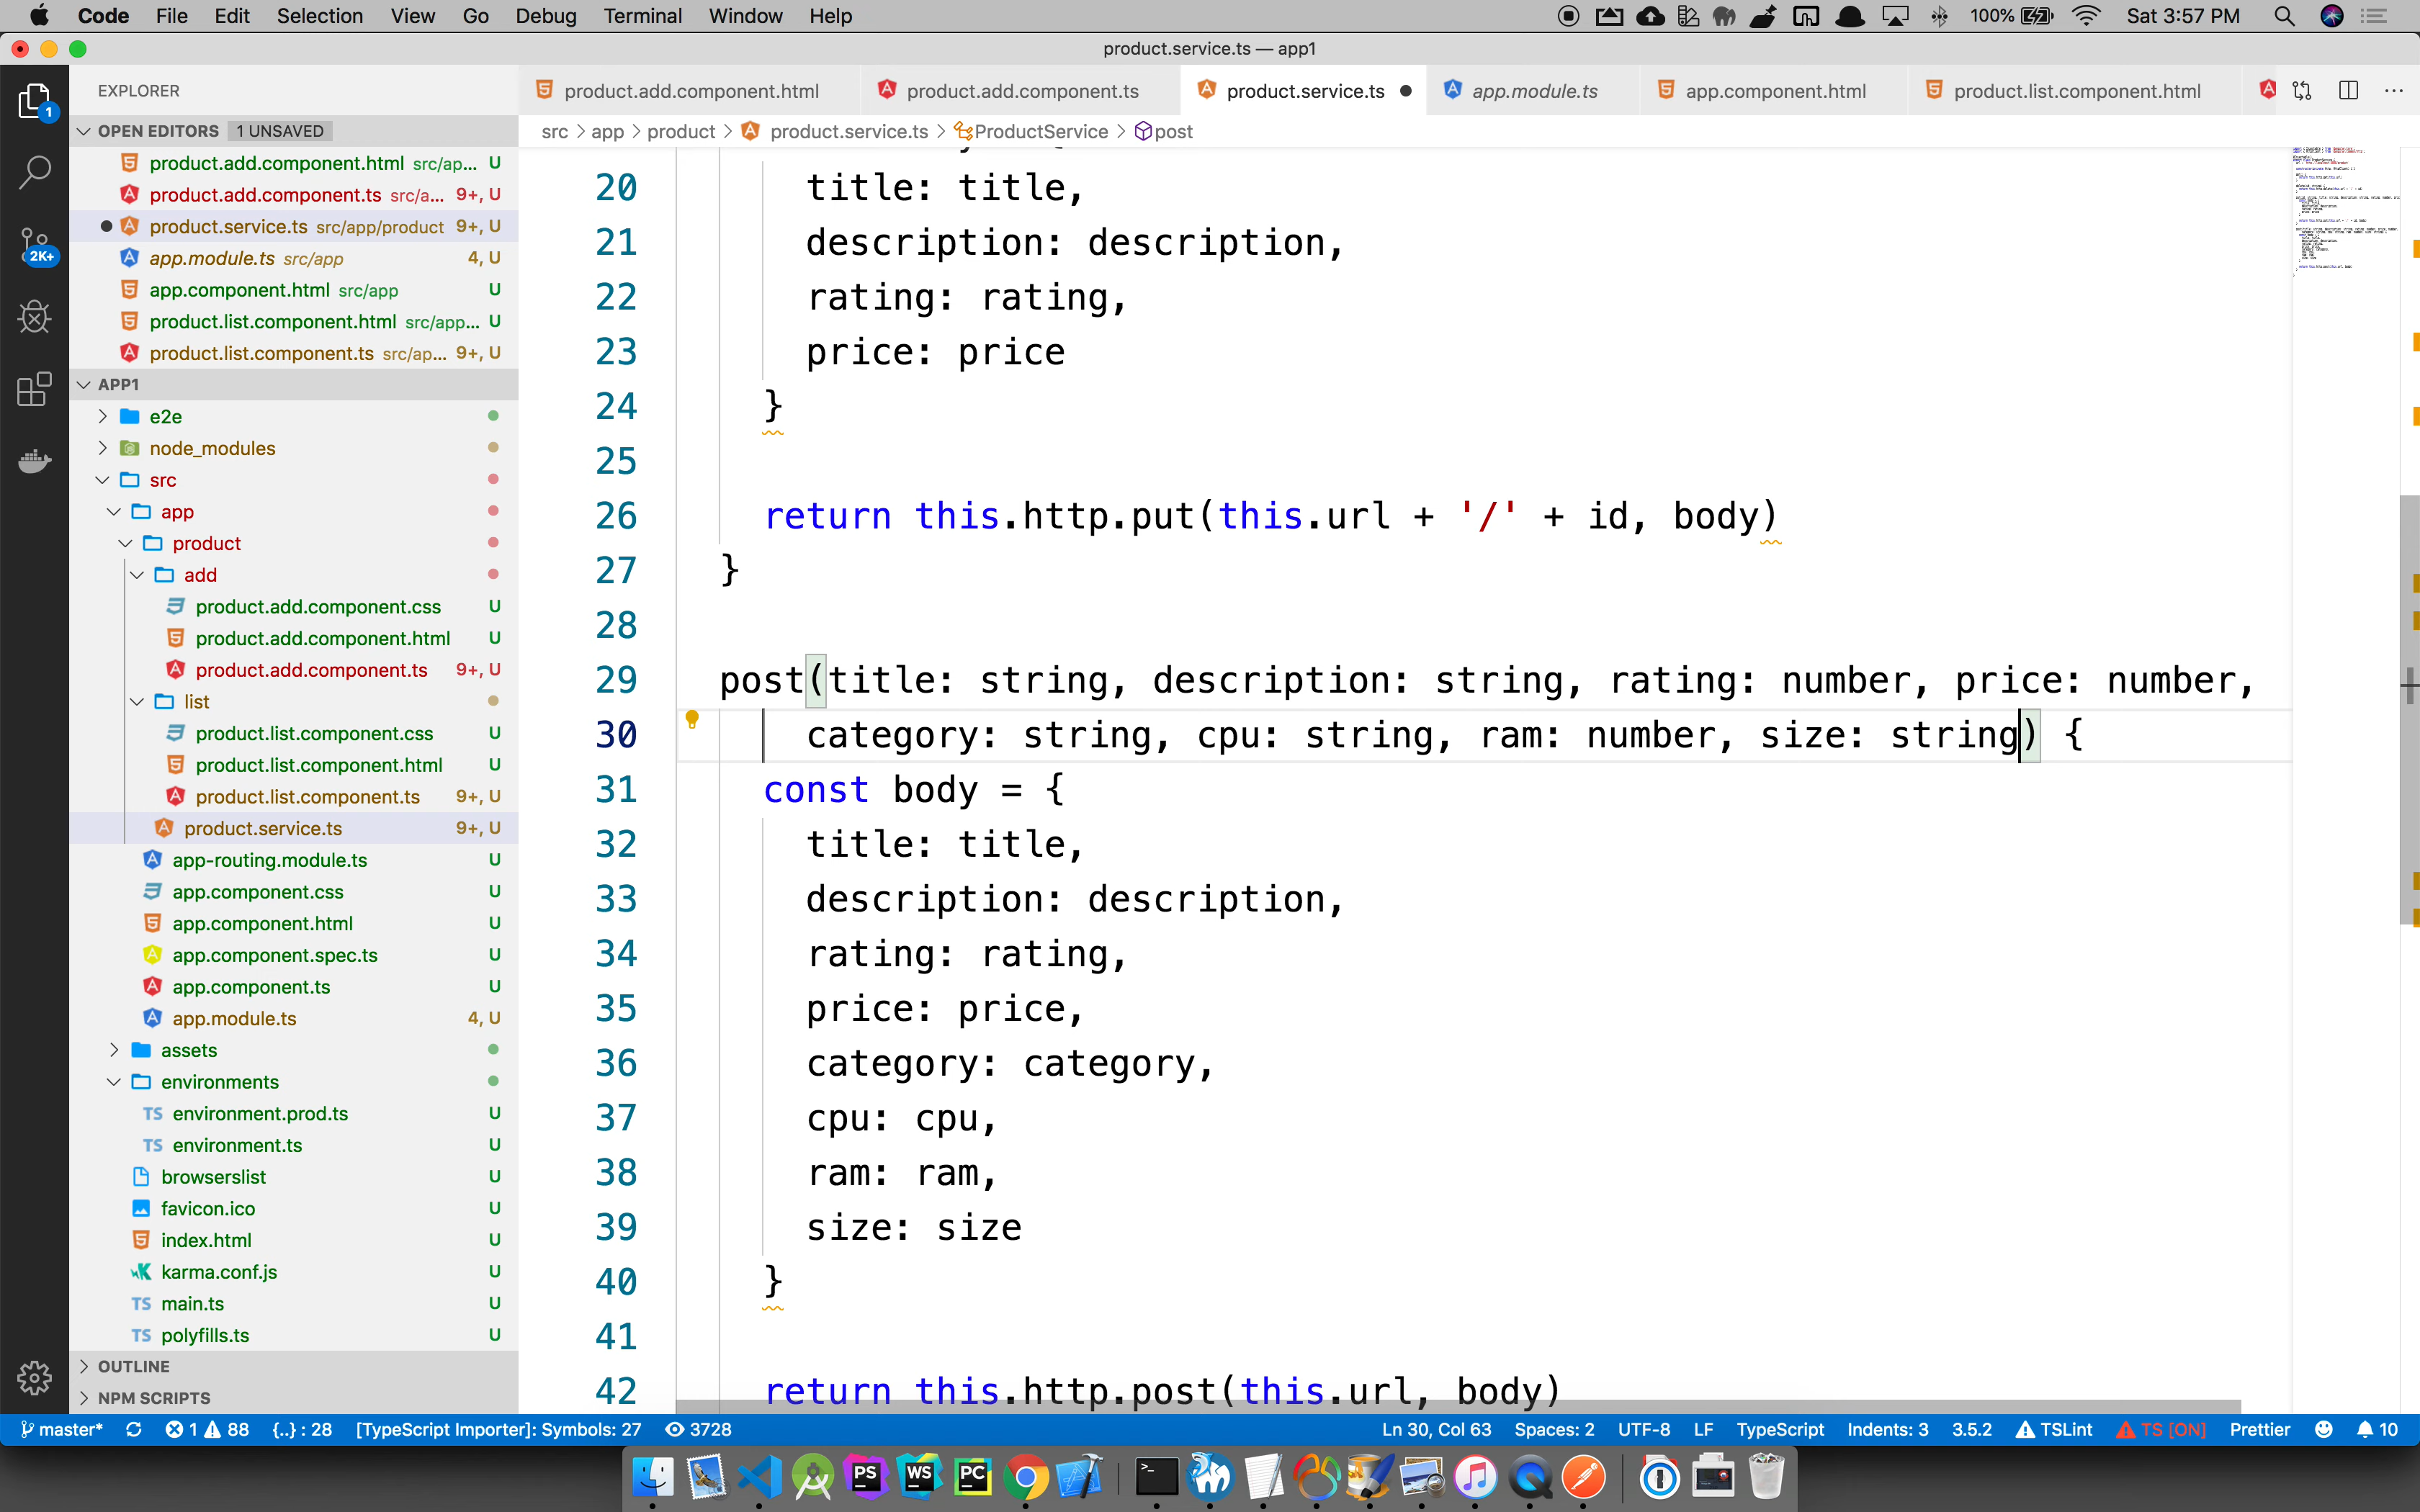 Code File Edit Selection View Go Debug Terminal Window Help 100% Sat 3:57 PM
product.service.ts — app1
EXPLORER
product.add.component.html product.add.component.ts product.service.ts app.module.ts app.component.html product.list.component.html
1
OPEN EDITORS 1 UNSAVED
src > app > product > product.service.ts > ProductService > post
product.add.component.html src/ap... U
product.add.component.ts src/a... 9+, U
product.service.ts src/app/product 9+, U
app.module.ts src/app 4, U
app.component.html src/app U
product.list.component.html src/app... U
product.list.component.ts src/ap... 9+, U
2K+
APP1
e2e
node_modules
src
app
product
add
product.add.component.css U
product.add.component.html U
product.add.component.ts 9+, U
list
product.list.component.css U
product.list.component.html U
product.list.component.ts 9+, U
product.service.ts 9+, U
app-routing.module.ts U
app.component.css U
app.component.html U
app.component.spec.ts U
app.component.ts U
app.module.ts 4, U
assets
environments
environment.prod.ts U
environment.ts U
browserslist U
favicon.ico U
index.html U
karma.conf.js U
main.ts U
polyfills.ts U
OUTLINE
NPM SCRIPTS
20 title: title,
21 description: description,
22 rating: rating,
23 price: price
24 }
25
26 return this.http.put(this.url + '/' + id, body)
27 }
28
29 post(title: string, description: string, rating: number, price: number,
30 category: string, cpu: string, ram: number, size: string) {
31 const body = {
32 title: title,
33 description: description,
34 rating: rating,
35 price: price,
36 category: category,
37 cpu: cpu,
38 ram: ram,
39 size: size
40 }
41
42 return this.http.post(this.url, body)
master* 1 88 {..} : 28 [TypeScript Importer]: Symbols: 27 3728 Ln 30, Col 63 Spaces: 2 UTF-8 LF TypeScript Indents: 3 3.5.2 TSLint TS [ON] Prettier 10
PS WS PC